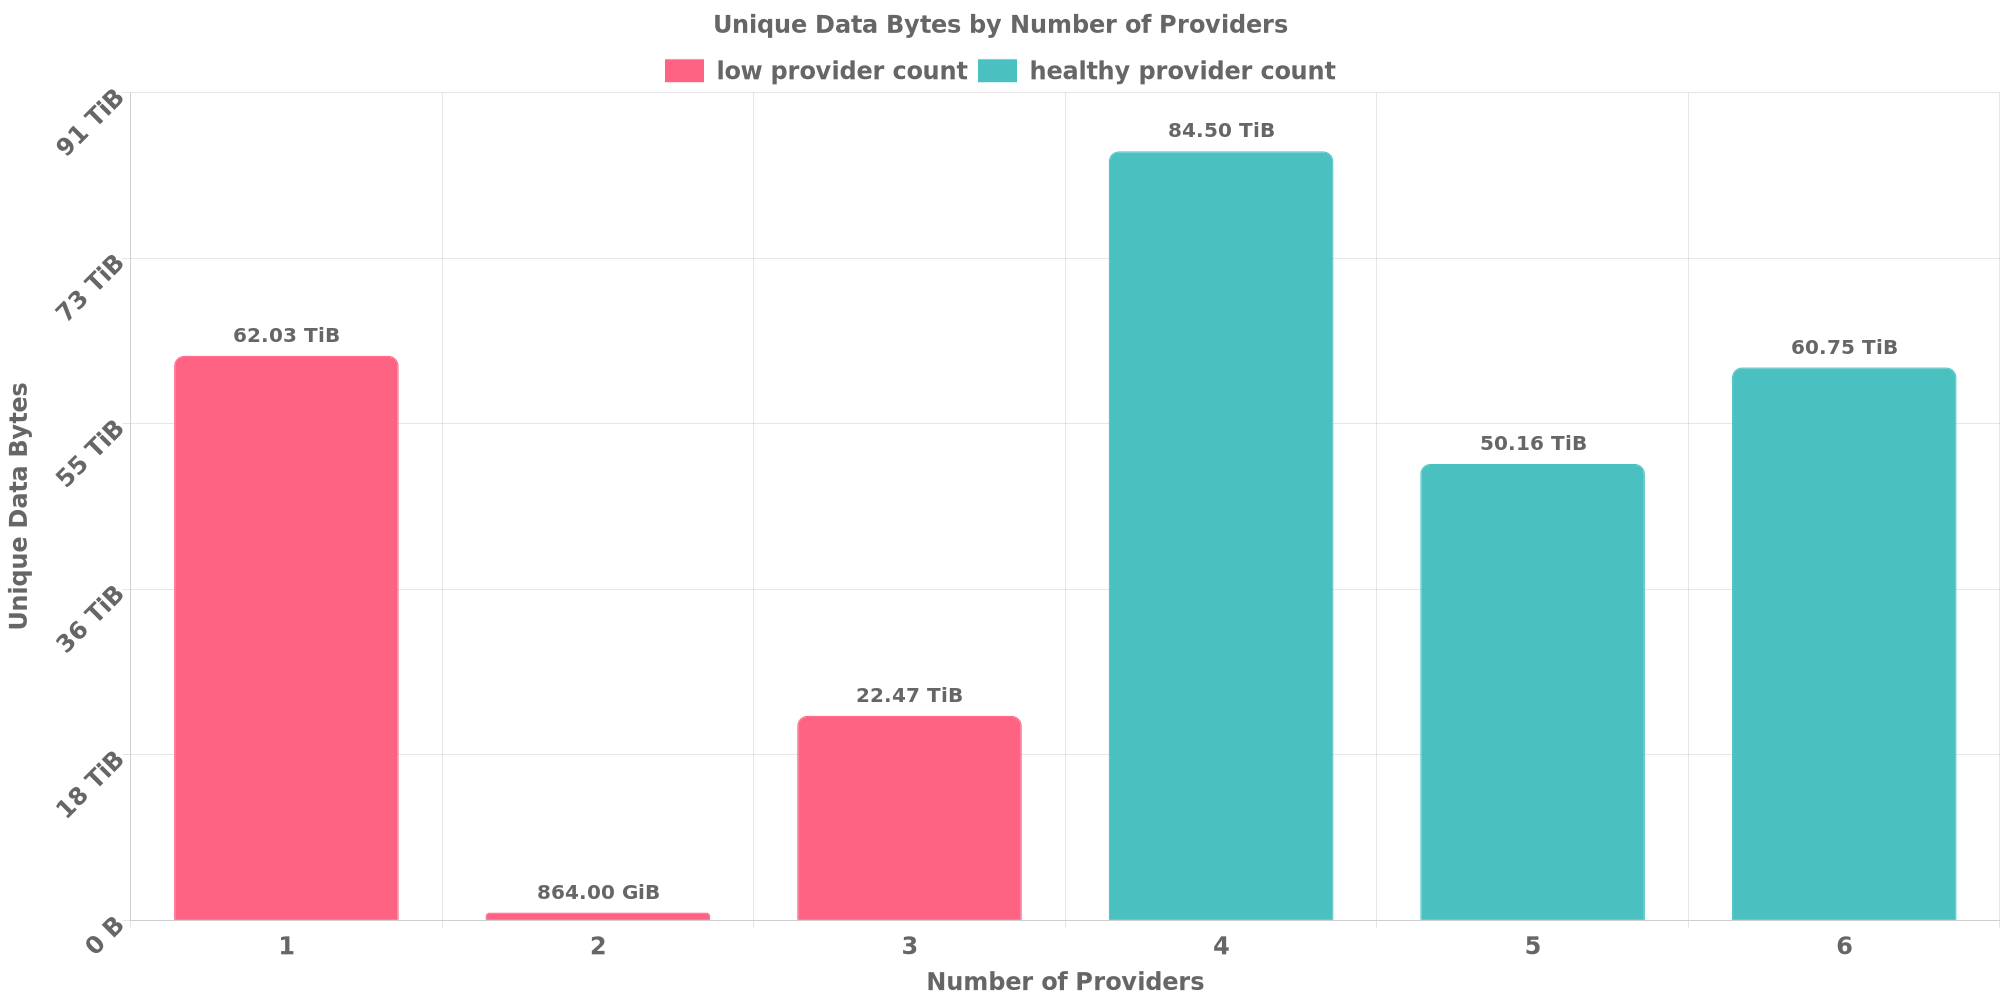 Unique Data Bytes by Number of Providers
low provider count healthy provider count
91 TiB
73 TiB
55 TiB
36 TiB
18 TiB
0 B
Unique Data Bytes
62.03 TiB
864.00 GiB
22.47 TiB
84.50 TiB
50.16 TiB
60.75 TiB
1 2 3 4 5 6
Number of Providers